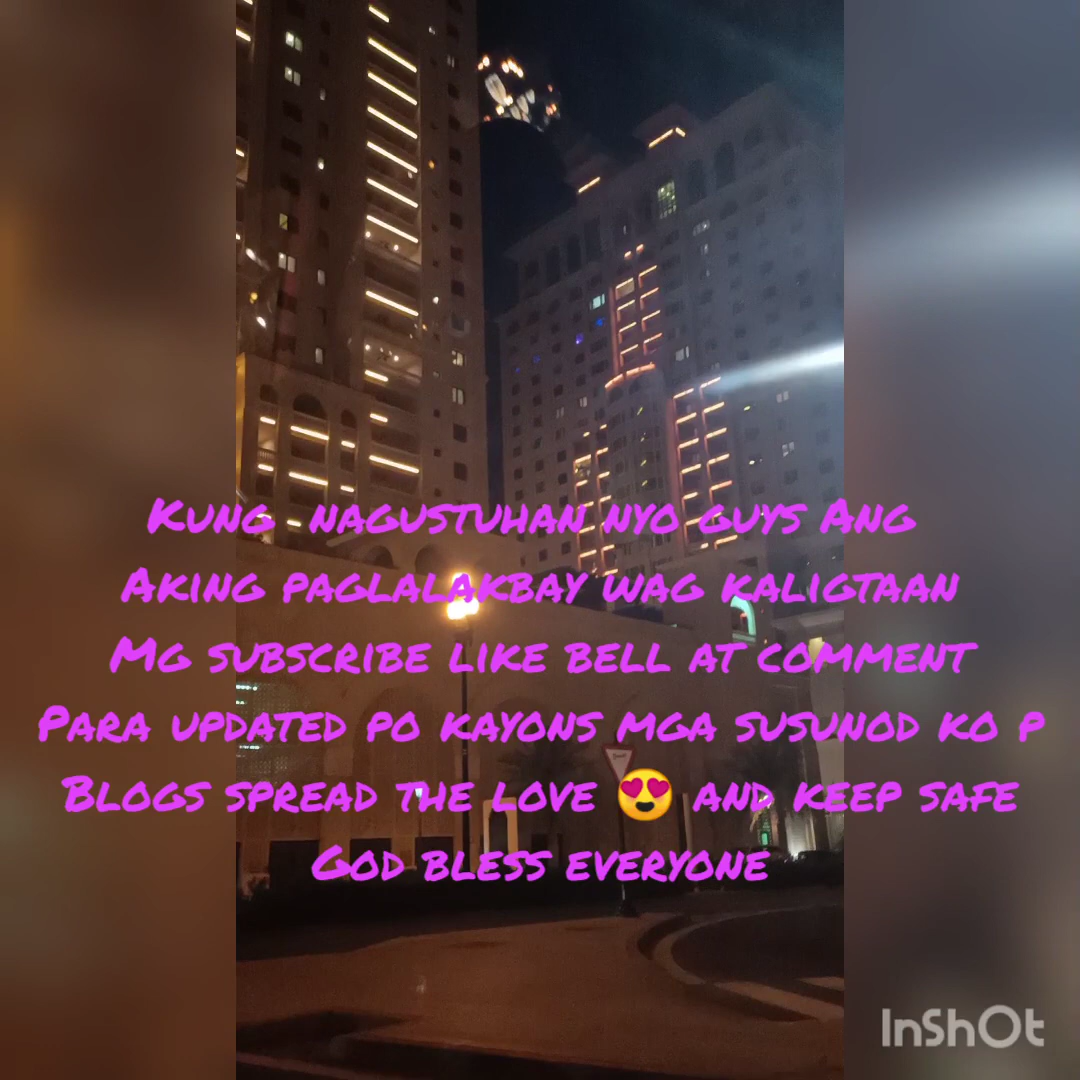 Kung nagustuhan nyo guys Ang
Aking paglalakbay wag kaligtaan
Mg subscribe like bell at comment
Para updated po kayons mga susunod ko p
Blogs spread the love 😍 and keep safe
God bless everyone
InShOt